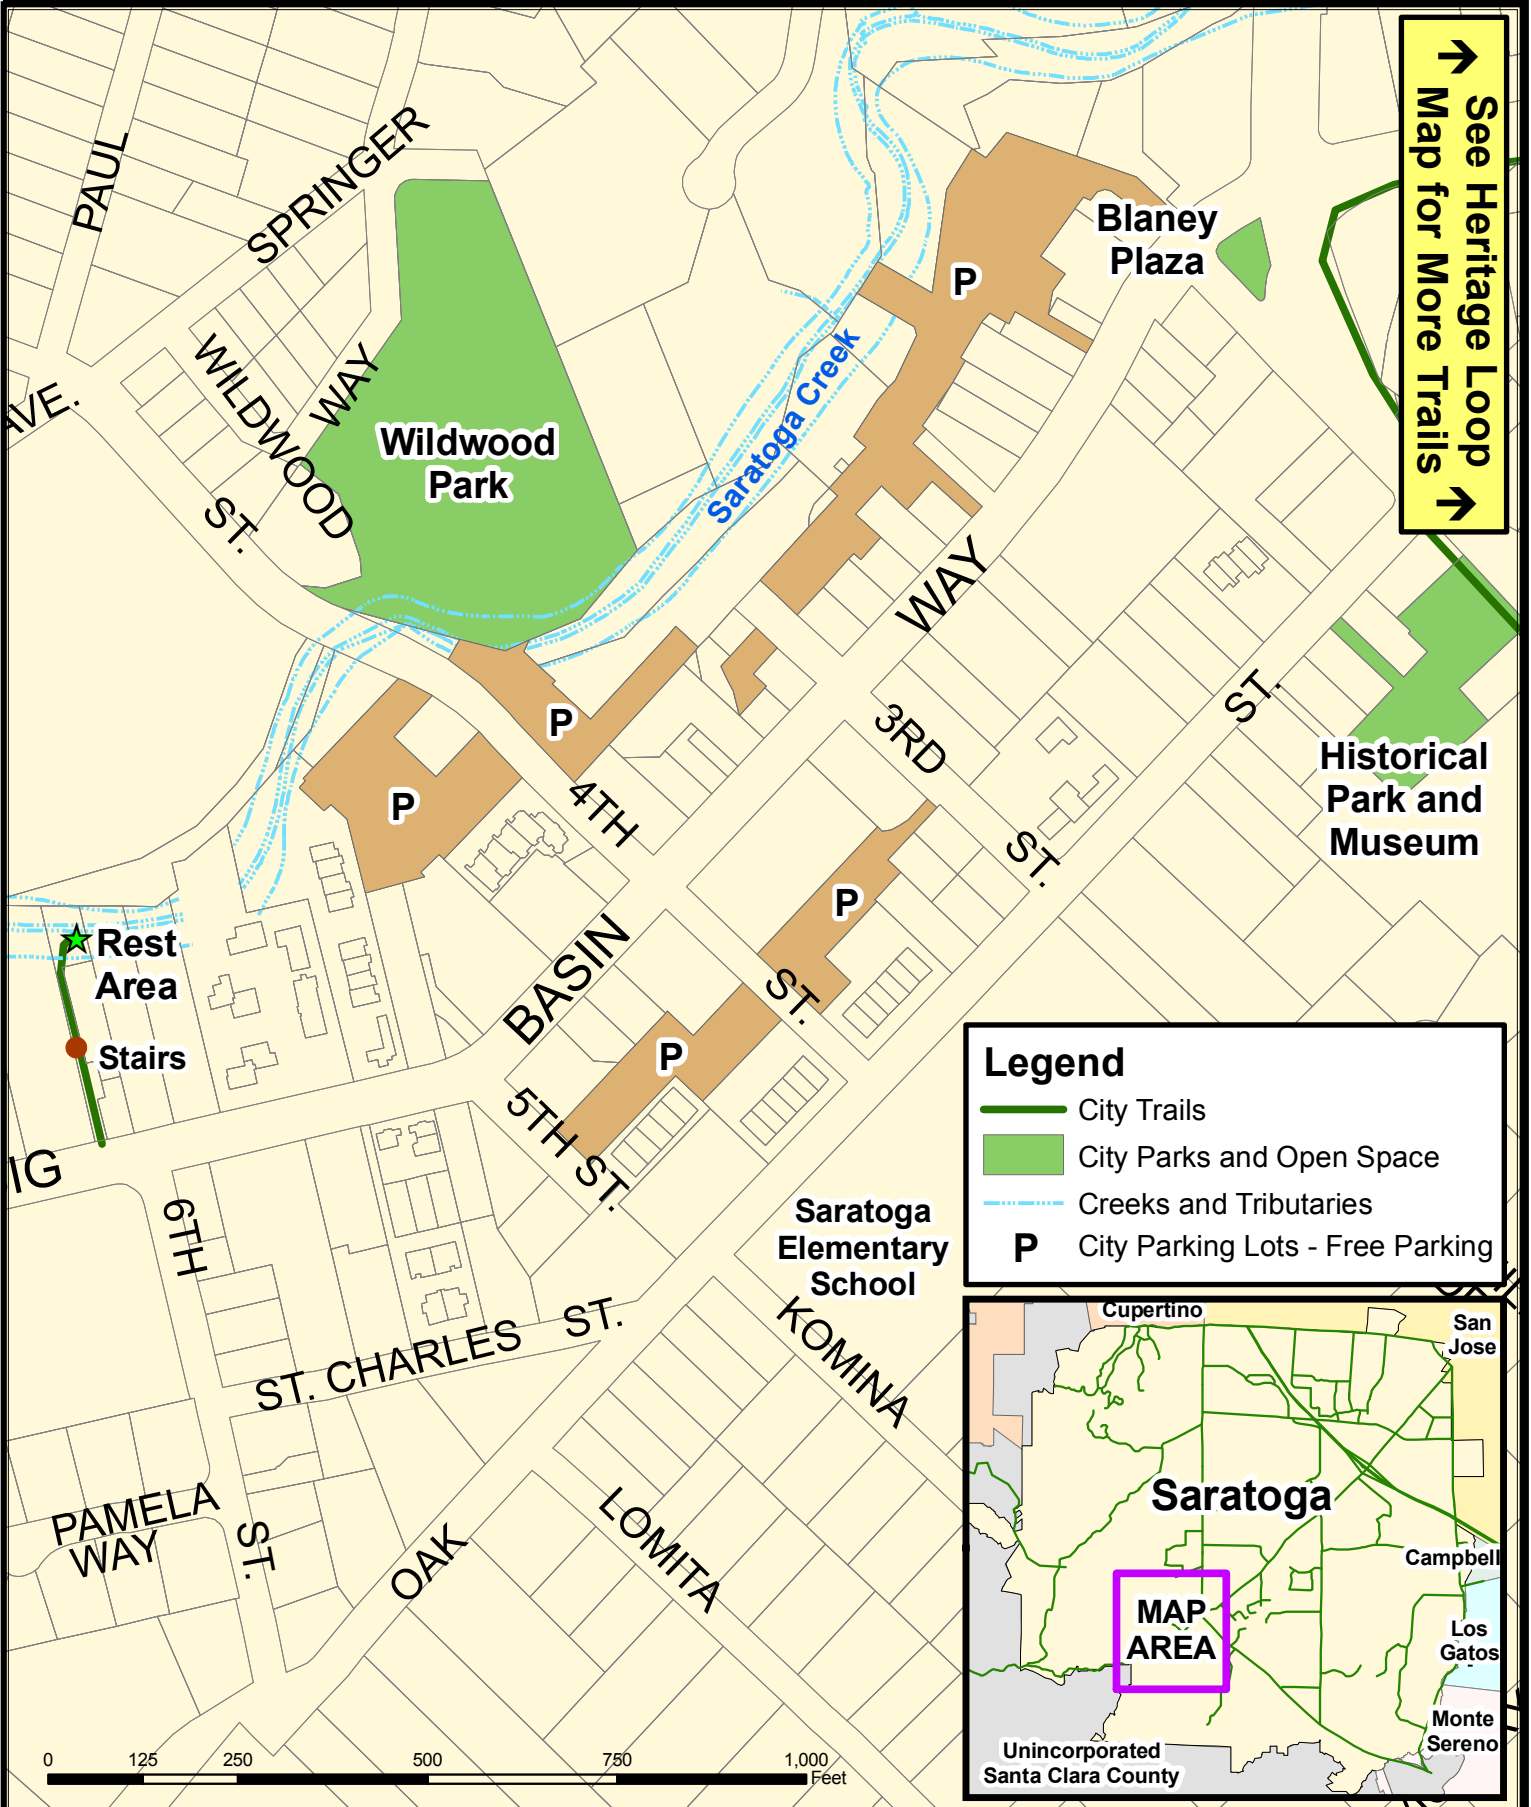 →
See Heritage Loop
Map for More Trails
→
PAUL
SPRINGER
AVE.
WILDWOOD
WAY
ST.
Wildwood
Park
Saratoga Creek
P
Blaney
Plaza
WAY
3RD
ST.
ST.
Historical
Park and
Museum
P
P
4TH
P
BASIN
ST.
P
5TH ST.
Rest
Area
Stairs
IG
6TH
ST.
ST. CHARLES ST.
PAMELA
WAY
OAK
LOMITA
KOMINA
Saratoga
Elementary
School
Legend
City Trails
City Parks and Open Space
Creeks and Tributaries
P City Parking Lots - Free Parking
Cupertino
San
Jose
Saratoga
Campbell
MAP
AREA
Los
Gatos
Monte
Sereno
Unincorporated
Santa Clara County
0 125 250 500 750 1,000
Feet